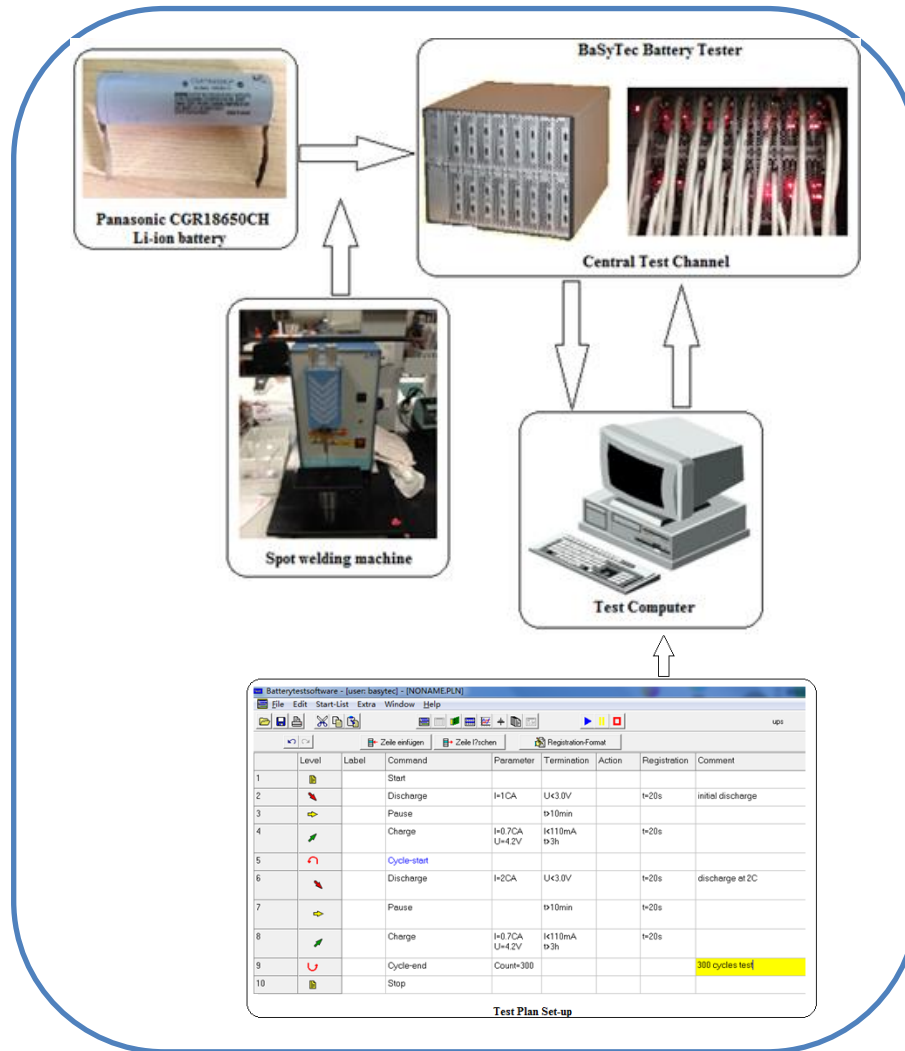 BaSyTec Battery Tester
Panasonic CGR18650CH
Li-ion battery
Central Test Channel
Spot welding machine
Test Computer
Batterytestsoftware - [user: basytec] - [NONAME.PLN]
File Edit Start-List Extra Window Help
ups
Zeile einfügen Zeile l?schen Registration-Format
Level Label Command Parameter Termination Action Registration Comment
1 Start
2 Discharge I=1CA U<3.0V t=20s initial discharge
3 Pause t>10min
4 Charge I=0.7CA I<110mA t=20s
U=4.2V t>3h
5 Cycle-start
6 Discharge I=2CA U<3.0V t=20s discharge at 2C
7 Pause t>10min t=20s
8 Charge I=0.7CA I<110mA t=20s
U=4.2V t>3h
9 Cycle-end Count=300 300 cycles test
10 Stop
Test Plan Set-up